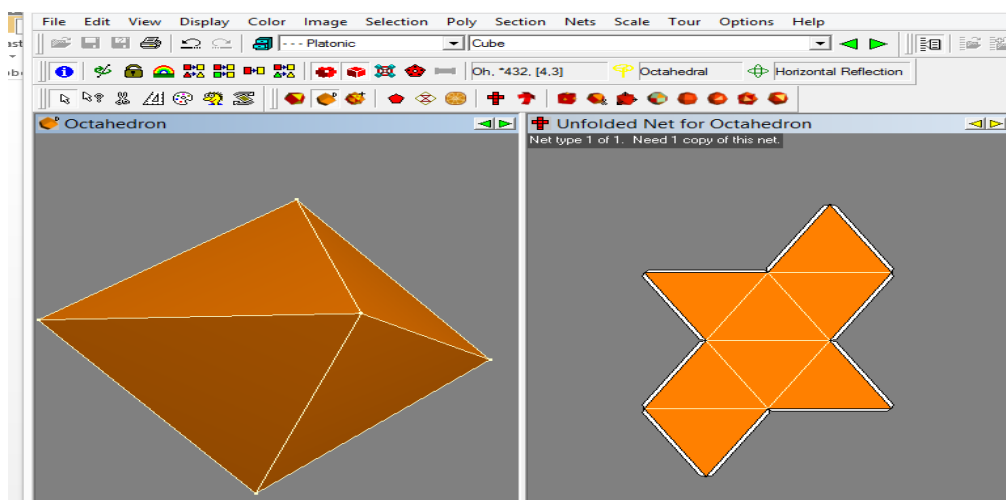 File Edit View Display Color Image Selection Poly Section Nets Scale Tour Options Help
ast
--- Platonic Cube
Oh, *432, [4,3] Octahedral Horizontal Reflection
Octahedron
Unfolded Net for Octahedron
Net type 1 of 1. Need 1 copy of this net.